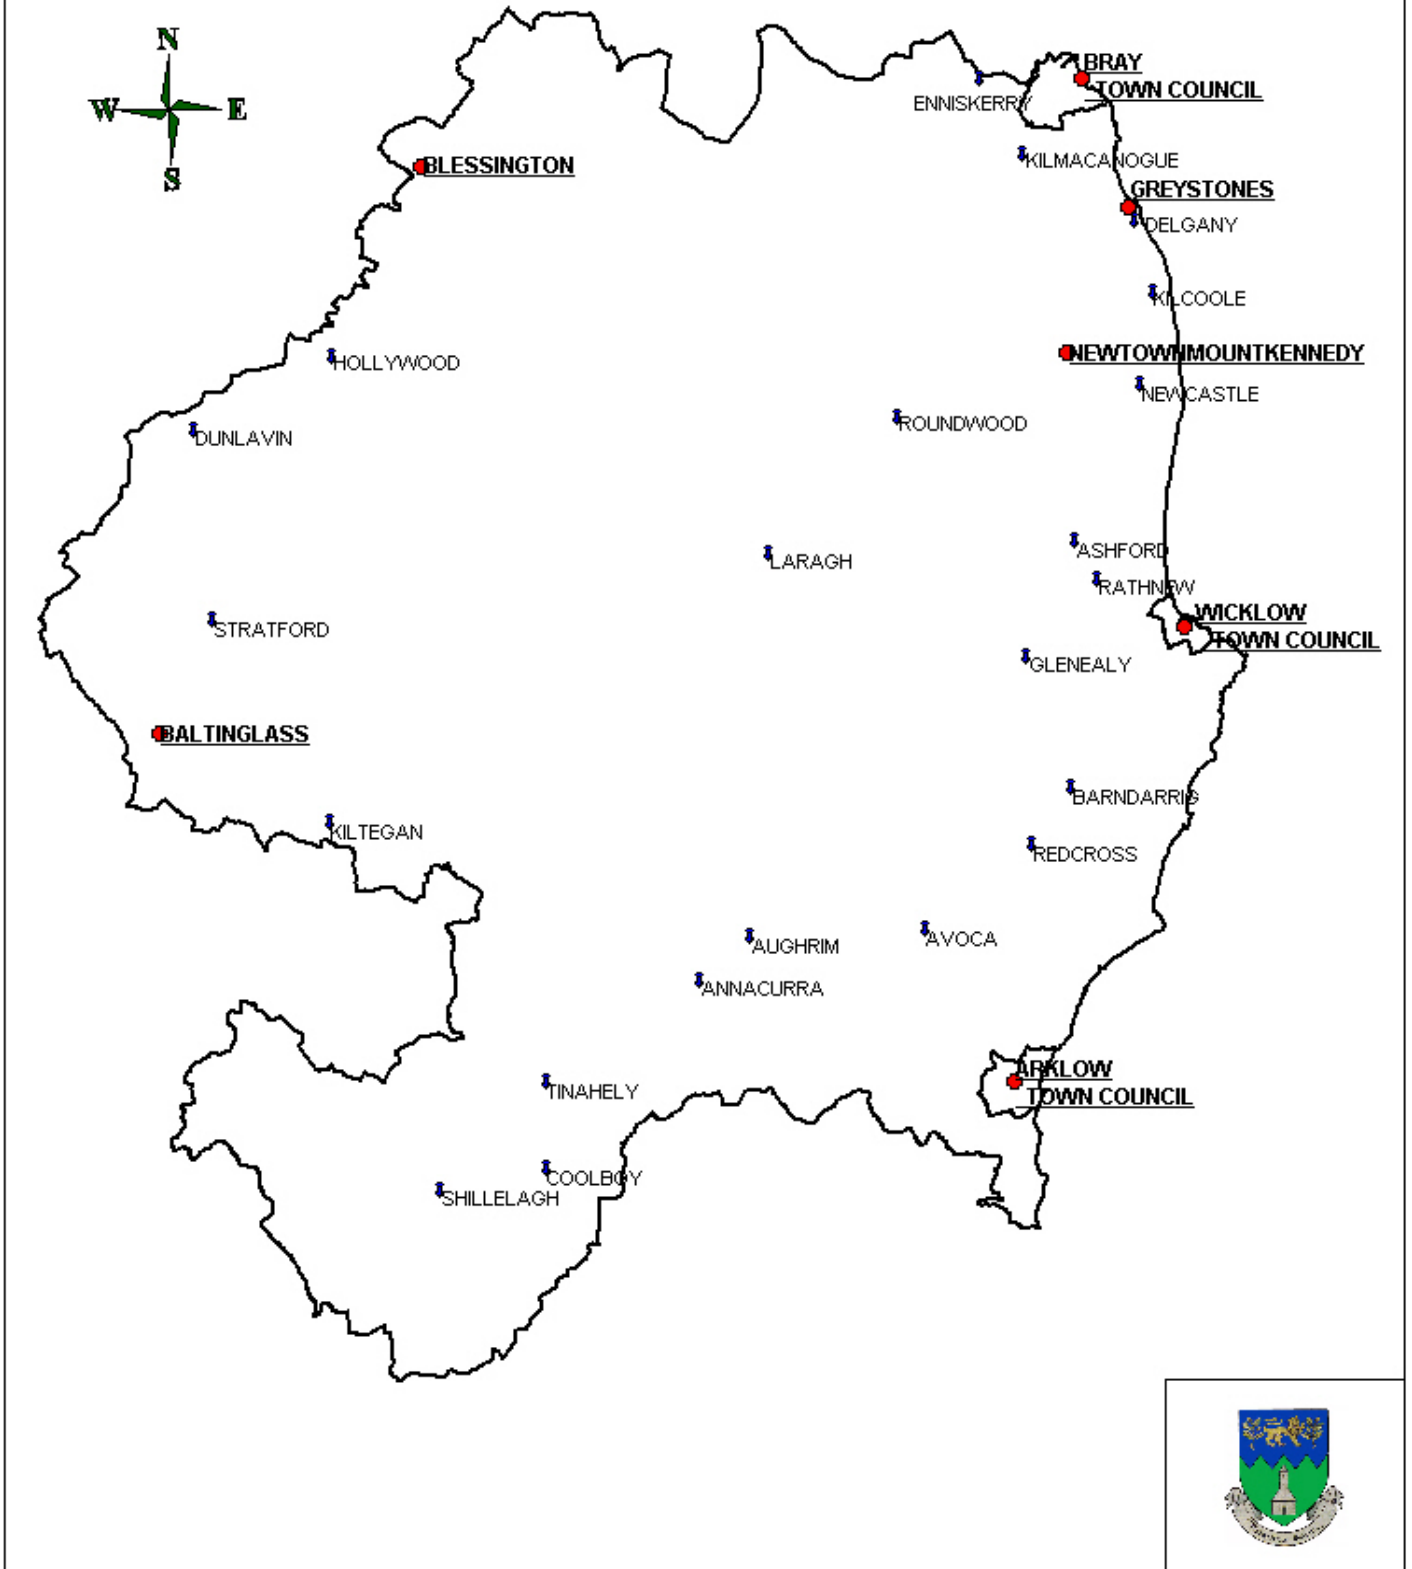 N
W E
S
BRAY
TOWN COUNCIL
ENNISKERRY
KILMACANOGUE
BLESSINGTON
GREYSTONES
DELGANY
KILCOOLE
NEWTOWNMOUNTKENNEDY
HOLLYWOOD
NEWCASTLE
ROUNDWOOD
DUNLAVIN
ASHFORD
LARAGH
RATHNEW
WICKLOW
TOWN COUNCIL
STRATFORD
GLENEALY
BALTINGLASS
BARNDARRIG
KILTEGAN
REDCROSS
AVOCA
AUGHRIM
ANNACURRA
ARKLOW
TOWN COUNCIL
TINAHELY
COOLBOY
SHILLELAGH